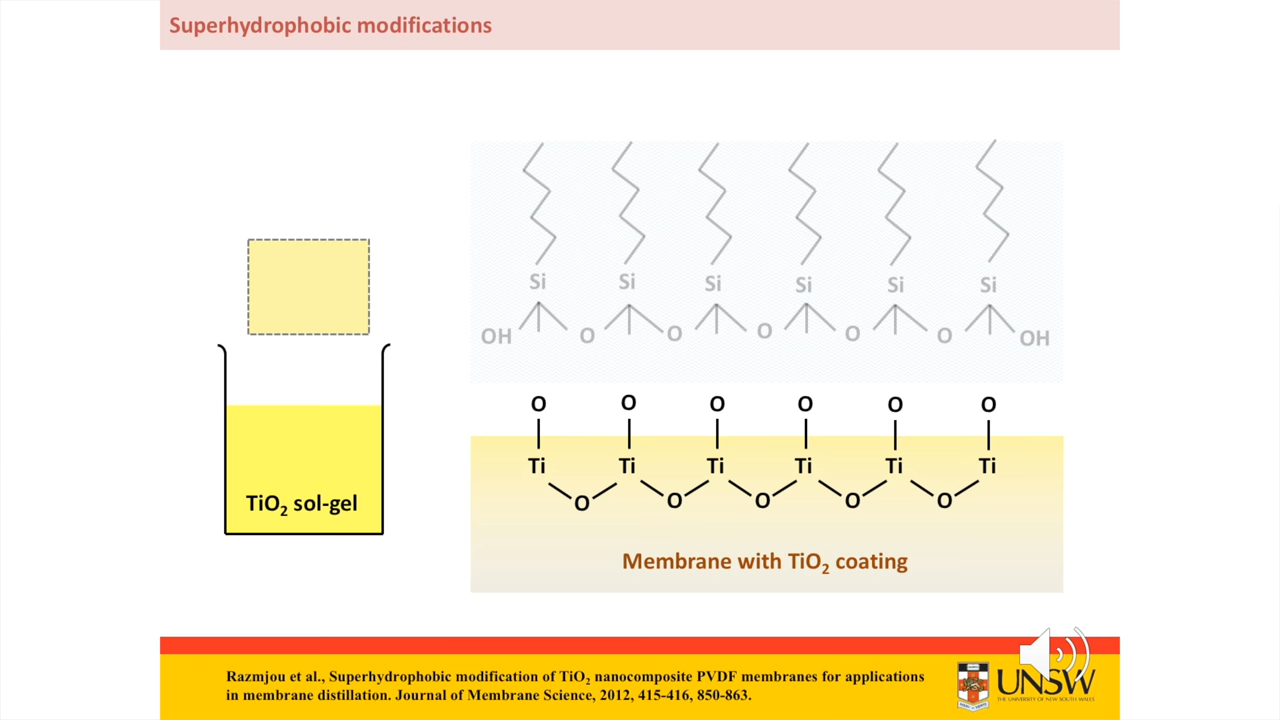 Superhydrophobic modifications
Si Si Si Si Si Si
OH O O O O O OH
O O O O O O
Ti Ti Ti Ti Ti Ti
O O O O O
TiO₂ sol-gel
Membrane with TiO₂ coating
Razmjou et al., Superhydrophobic modification of TiO₂ nanocomposite PVDF membranes for applications
in membrane distillation. Journal of Membrane Science, 2012, 415-416, 850-863.
UNSW
THE UNIVERSITY OF NEW SOUTH WALES